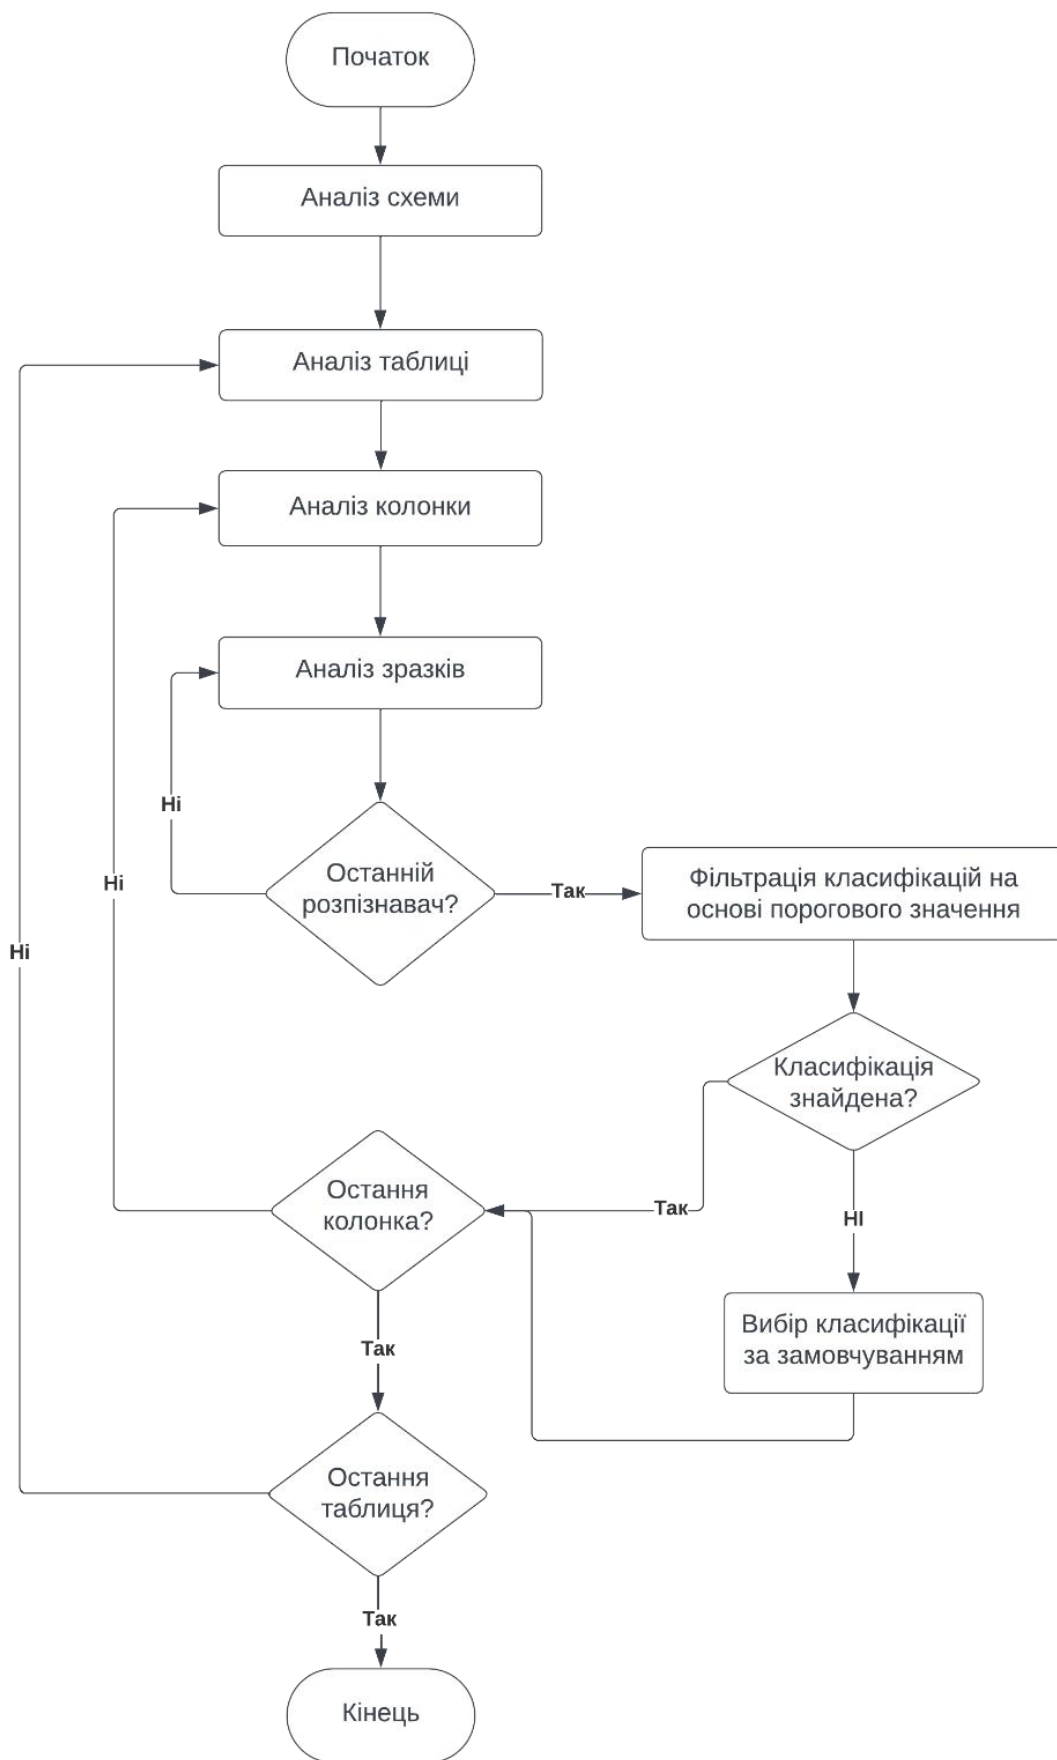 Початок
Аналіз схеми
Аналіз таблиці
Аналіз колонки
Аналіз зразків
Ні
Останній
розпізнавач?
Так
Фільтрація класифікацій на
основі порогового значення
Ні
Ні
Класифікація
знайдена?
Остання
колонка?
Так
НІ
Так
Вибір класифікації
за замовчуванням
Остання
таблиця?
Так
Кінець